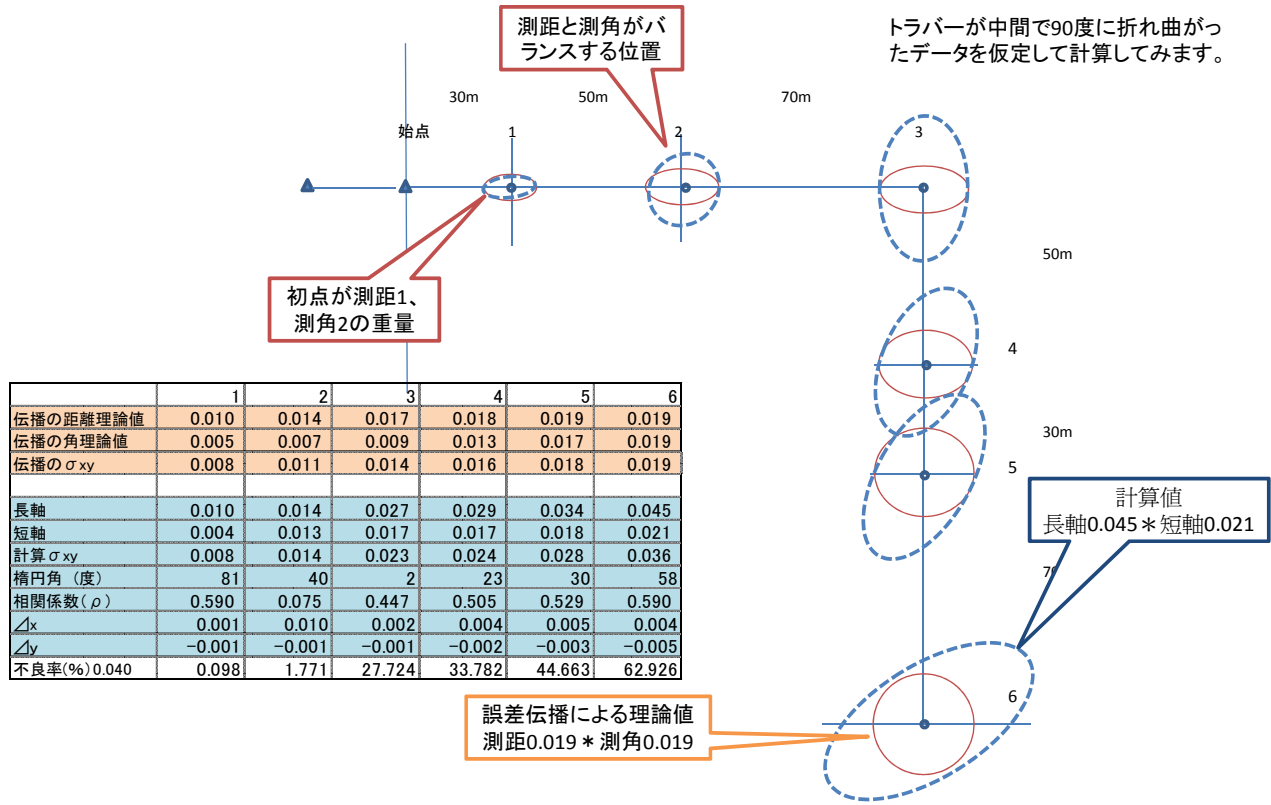 測距と測角がバ
ランスする位置
トラバーが中間で90度に折れ曲がっ
たデータを仮定して計算してみます。
30m
50m
70m
始点
1
2
3
初点が測距1、
測角2の重量
50m
4
30m
5
計算値
長軸0.045＊短軸0.021
6
誤差伝播による理論値
測距0.019＊測角0.019
1 2 3 4 5 6
伝播の距離理論値 0.010 0.014 0.017 0.018 0.019 0.019
伝播の角理論値 0.005 0.007 0.009 0.013 0.017 0.019
伝播のσxy 0.008 0.011 0.014 0.016 0.018 0.019
長軸 0.010 0.014 0.027 0.029 0.034 0.045
短軸 0.004 0.013 0.017 0.017 0.018 0.021
計算σxy 0.008 0.014 0.023 0.024 0.028 0.036
楕円角（度） 81 40 2 23 30 58
相関係数(ρ) 0.590 0.075 0.447 0.505 0.529 0.590
⊿x 0.001 0.010 0.002 0.004 0.005 0.004
⊿y −0.001 −0.001 −0.001 −0.002 −0.003 −0.005
不良率(%)0.040 0.098 1.771 27.724 33.782 44.663 62.926